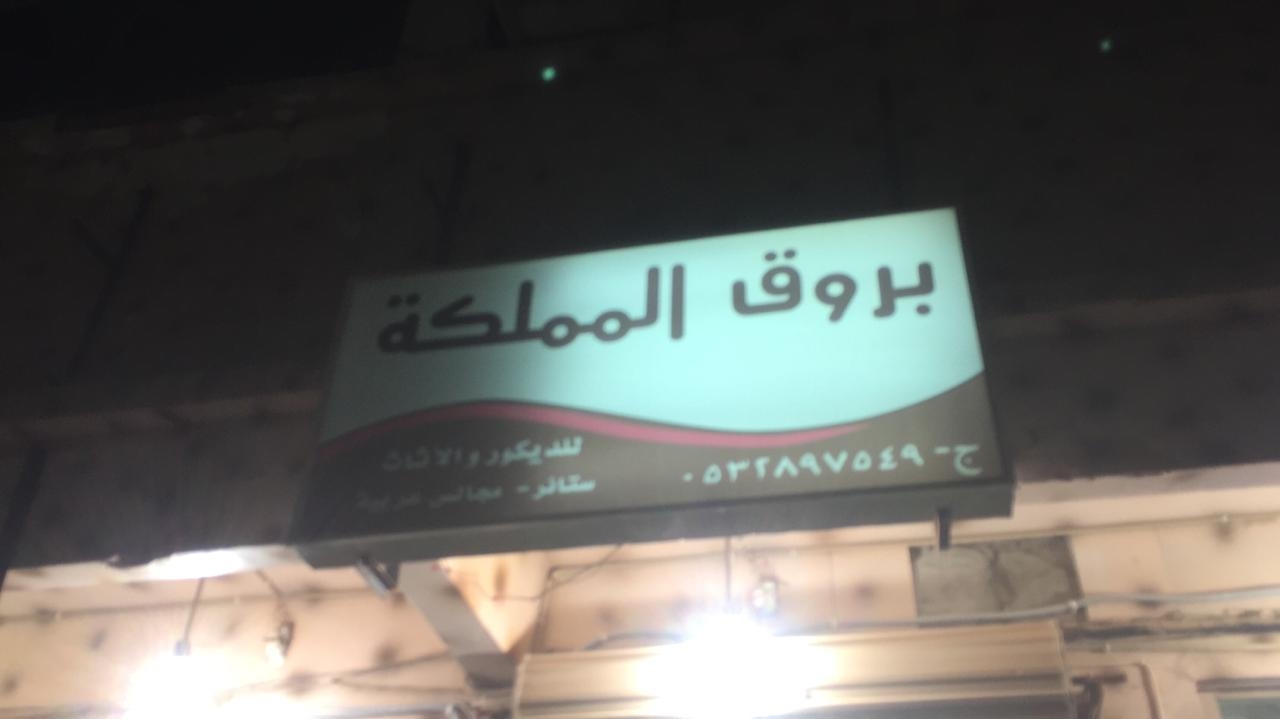 بروق المملكة
للديكور والاثاث
ستائر - مجالس عربية
ج - ٠٥٣٢٨٩٧٥٤٩